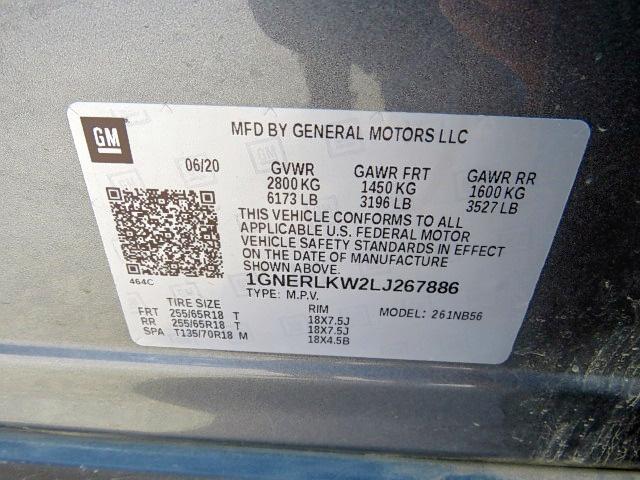 GM
MFD BY GENERAL MOTORS LLC
06/20 GVWR GAWR FRT GAWR RR
2800 KG 1450 KG 1600 KG
6173 LB 3196 LB 3527 LB
THIS VEHICLE CONFORMS TO ALL
APPLICABLE U.S. FEDERAL MOTOR
VEHICLE SAFETY STANDARDS IN EFFECT
ON THE DATE OF MANUFACTURE
SHOWN ABOVE.
464C
1GNERLKW2LJ267886
TYPE: M.P.V. MODEL: 261NB56
TIRE SIZE RIM
FRT 255/65R18 T 18X7.5J
RR 255/65R18 T 18X7.5J
SPA T135/70R18 M 18X4.5B